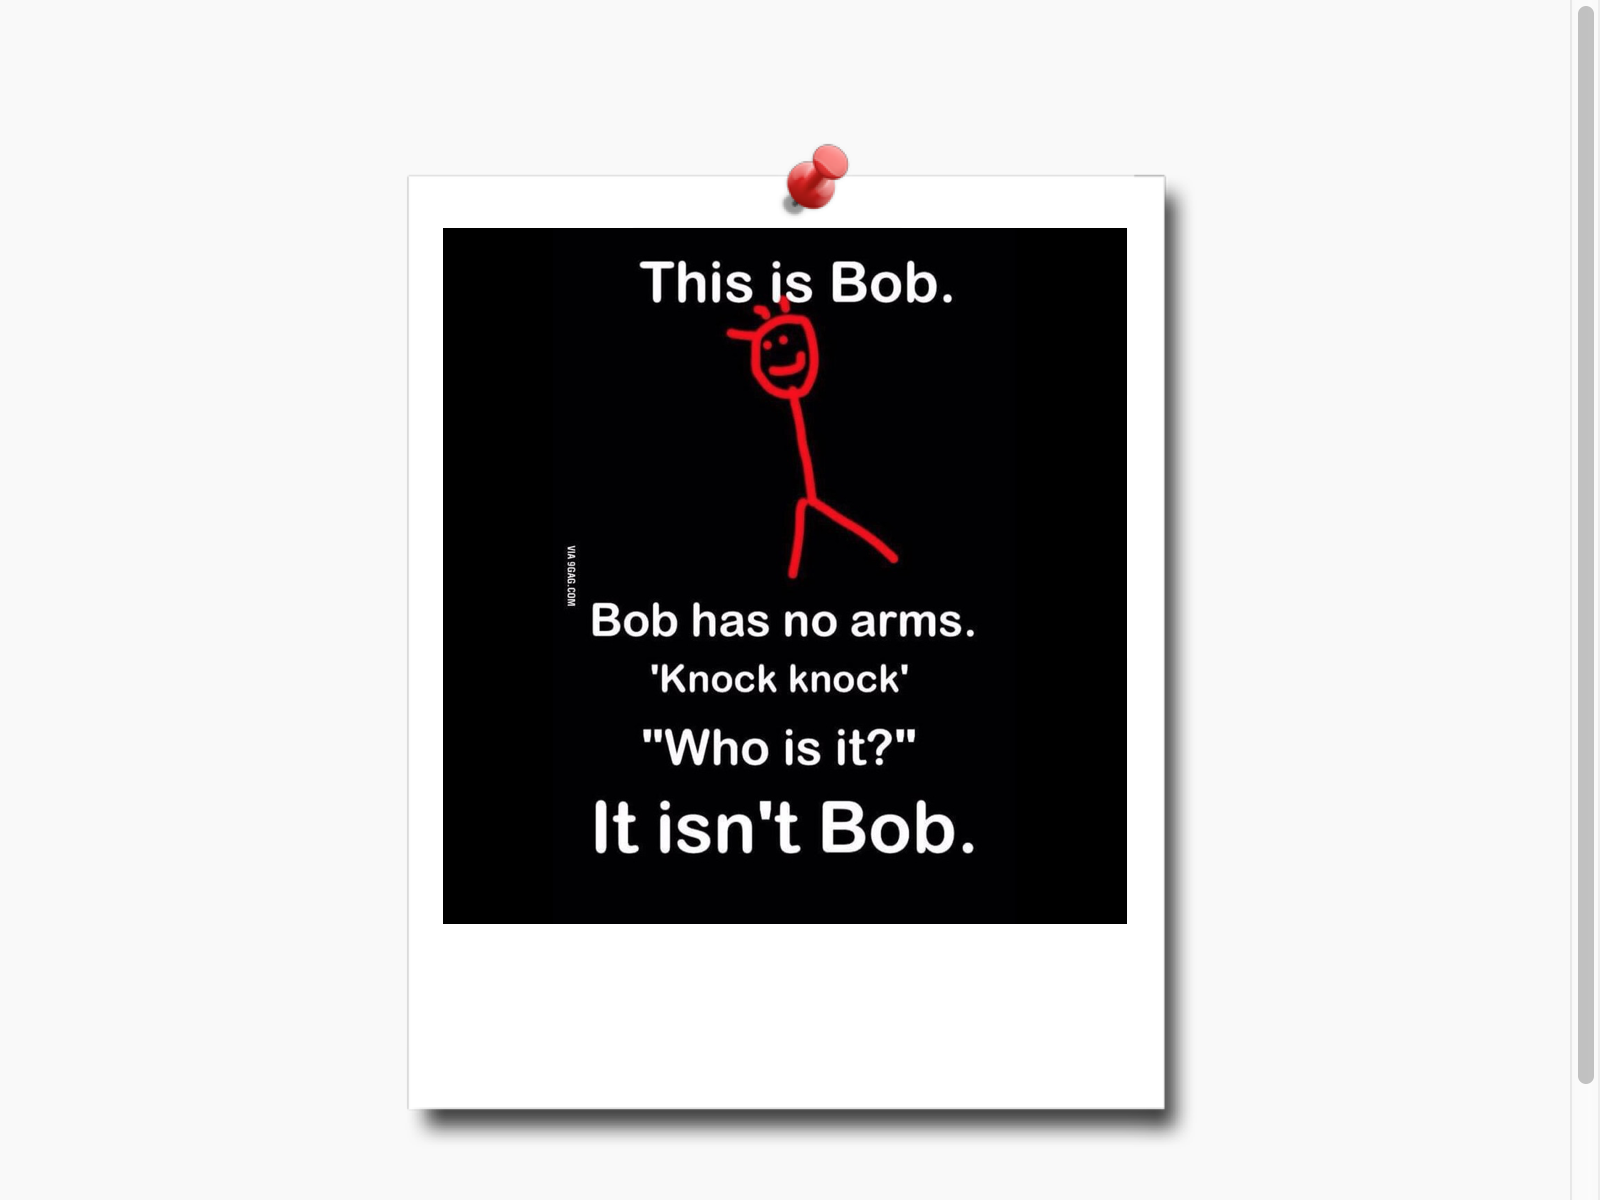 This is Bob.
VIA 9GAG.COM
Bob has no arms.
'Knock knock'
"Who is it?"
It isn't Bob.